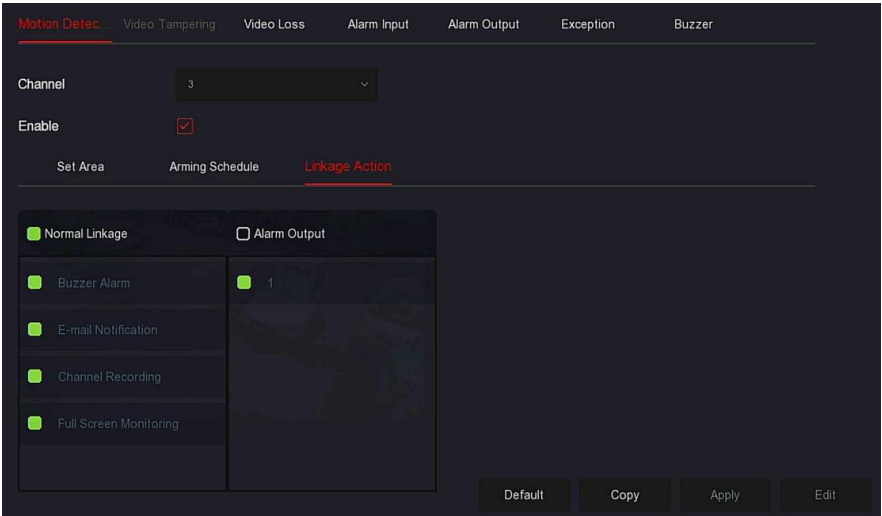 Motion Detec... Video Tampering Video Loss Alarm Input Alarm Output Exception Buzzer
Channel 3
Enable
Set Area Arming Schedule Linkage Action
Normal Linkage Alarm Output
Buzzer Alarm 1
E-mail Notification
Channel Recording
Full Screen Monitoring
Default Copy Apply Edit